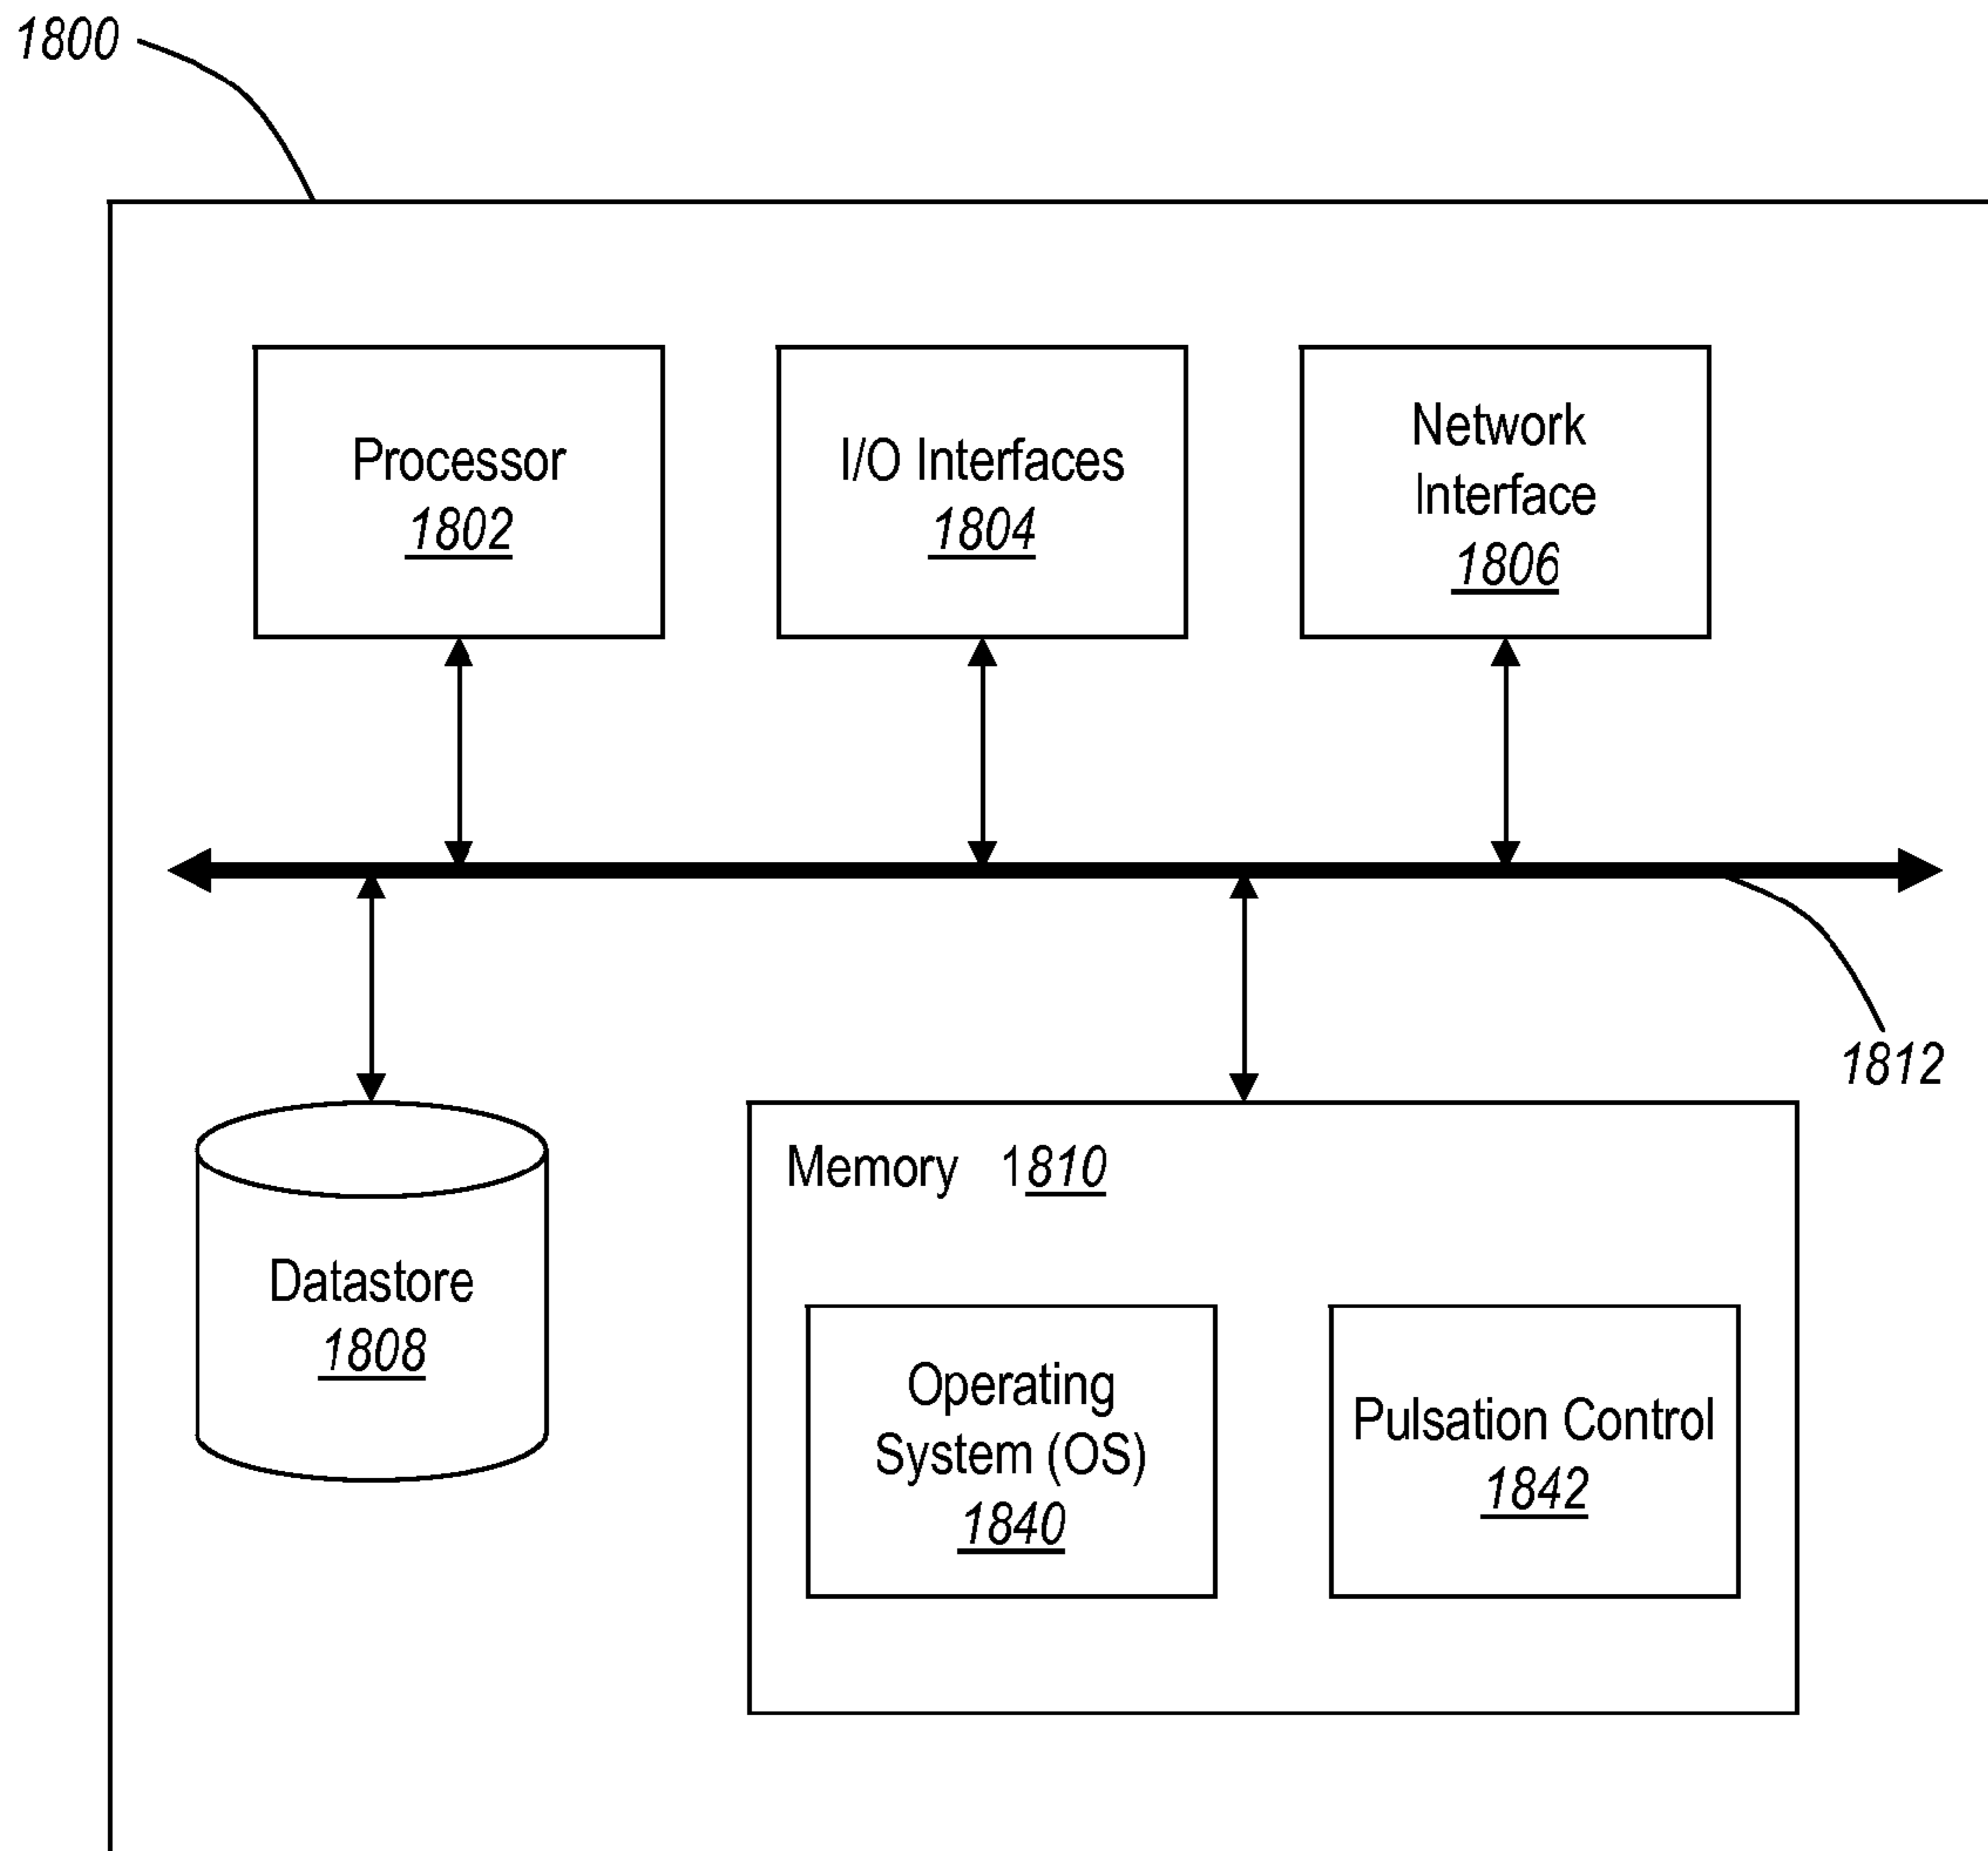 1800
Processor
1802
I/O Interfaces
1804
Network
Interface
1806
1812
Datastore
1808
Memory 1810
Operating
System (OS)
1840
Pulsation Control
1842